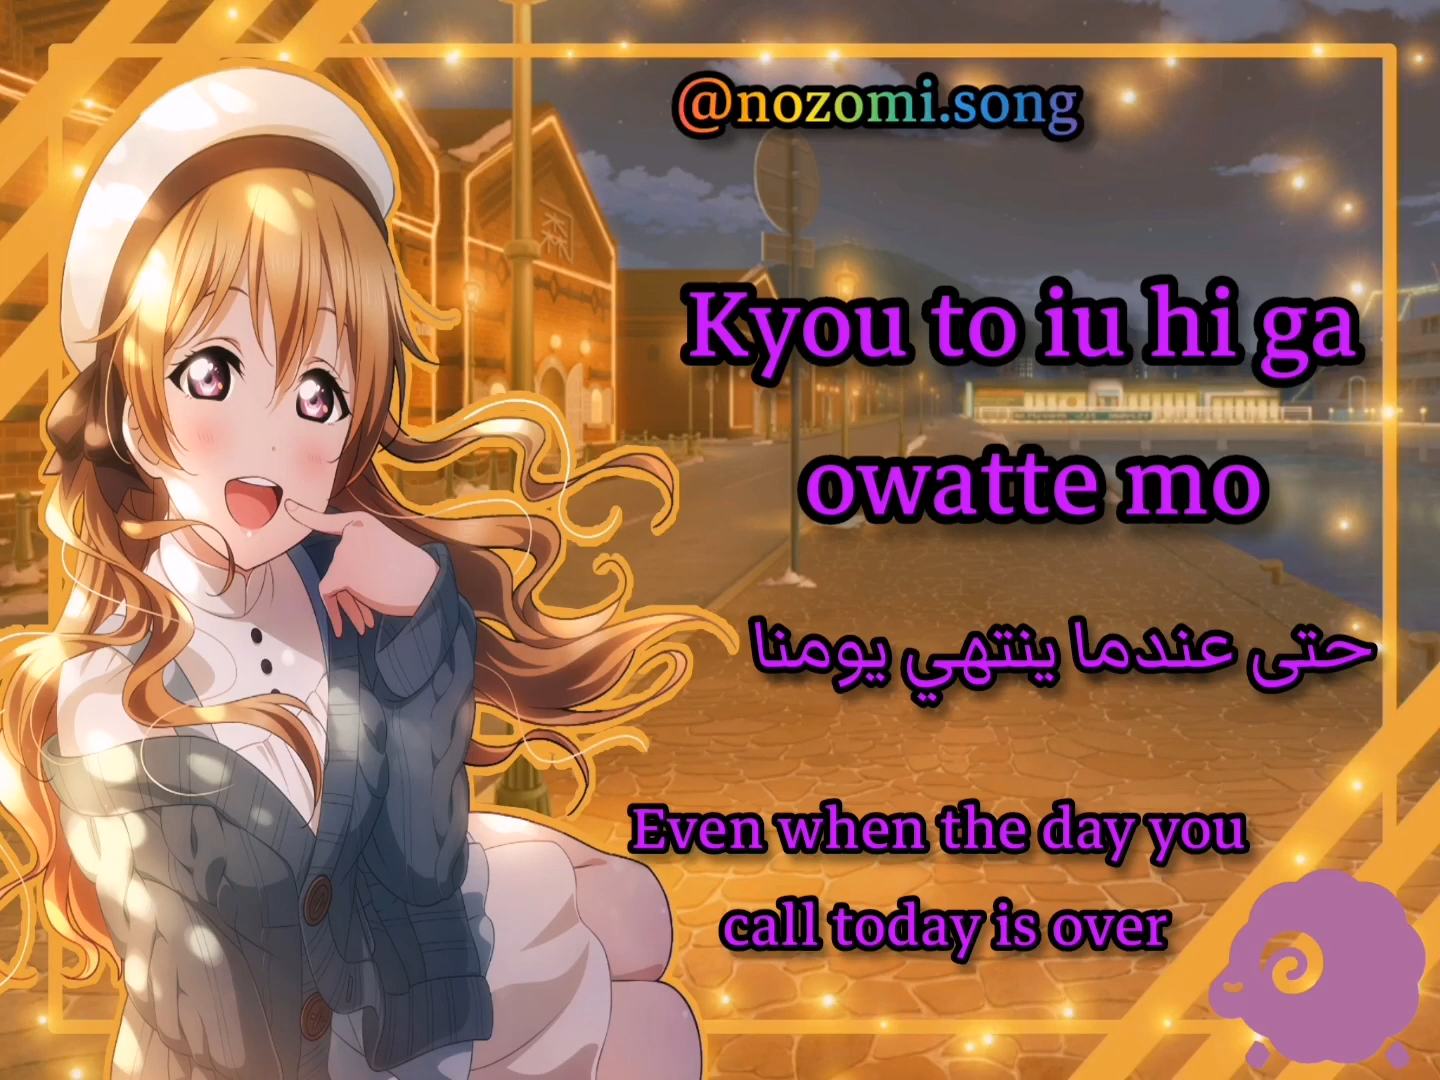 @nozomi.song
森
Kyou to iu hi ga
owatte mo
حتى عندما ينتهي يومنا
Even when the day you
call today is over